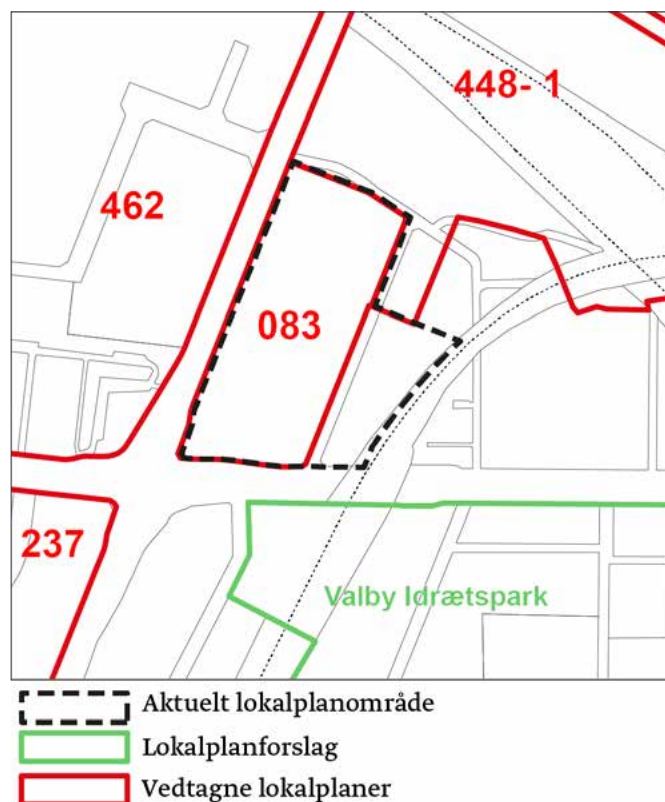 448- 1
462
083
237
Valby Idrætspark
Aktuelt lokalplanområde
Lokalplanforslag
Vedtagne lokalplaner